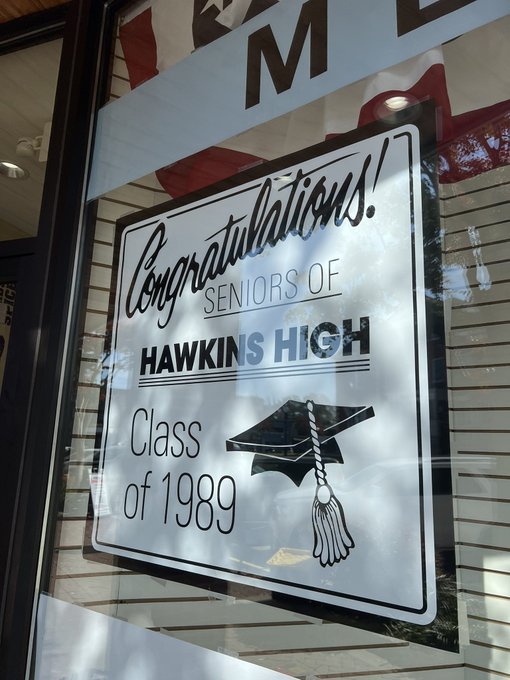 M
Congratulations!
SENIORS OF
HAWKINS HIGH
Class
of 1989